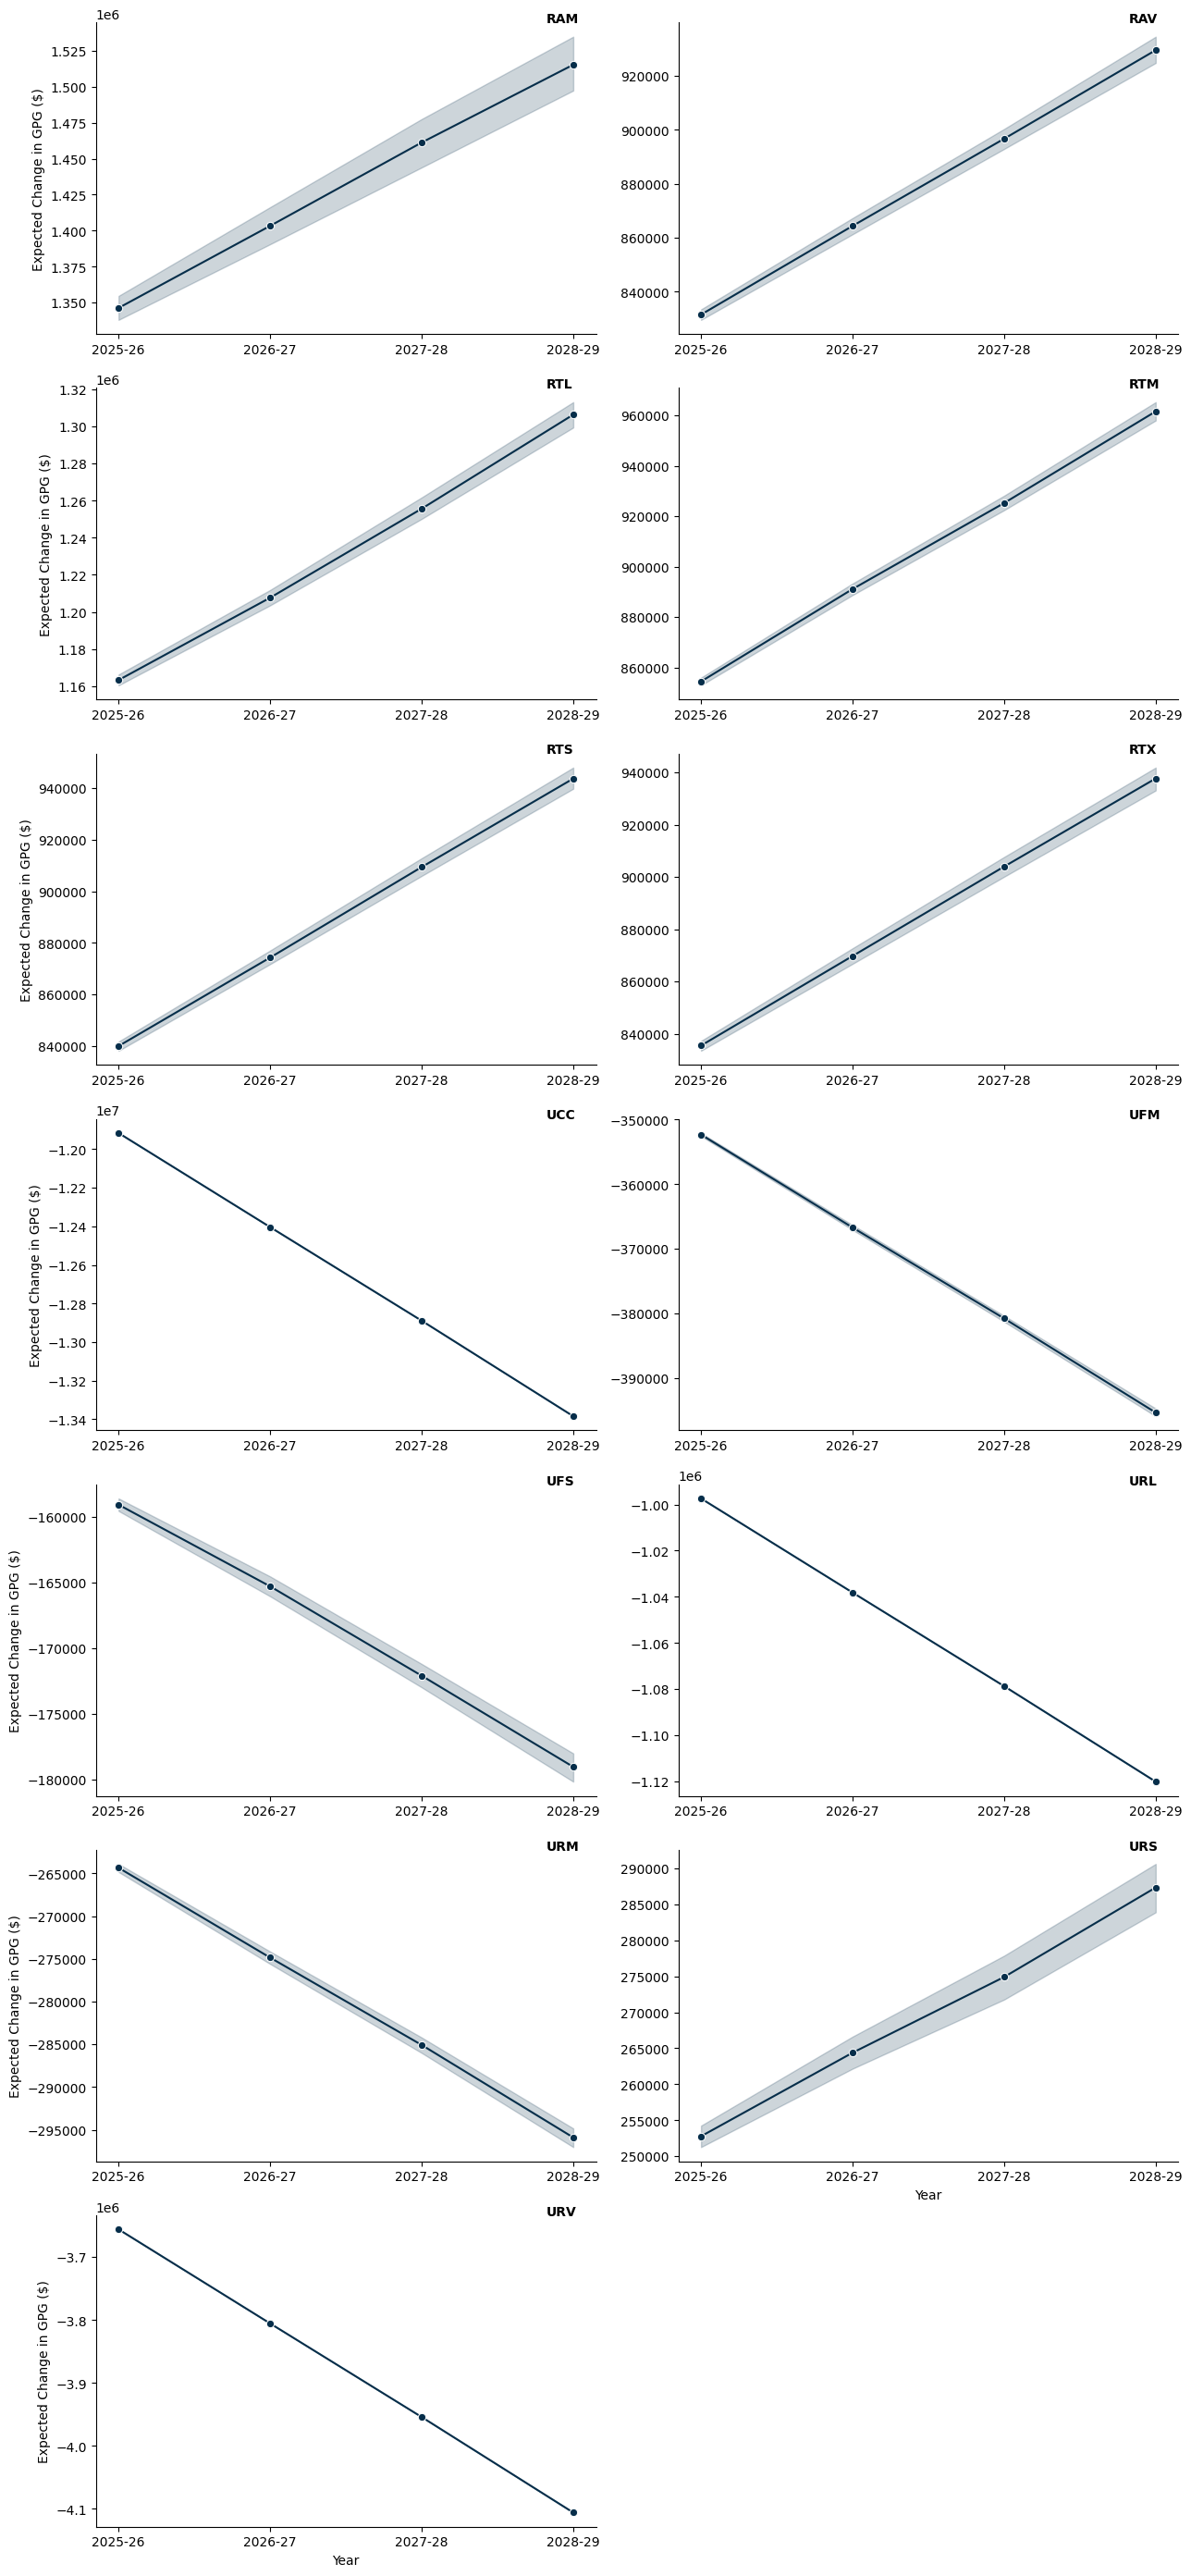 1e6
RAM
Expected Change in GPG ($)
1.525
1.500
1.475
1.450
1.425
1.400
1.375
1.350
2025-26 2026-27 2027-28 2028-29
RAV
920000
900000
880000
860000
840000
2025-26 2026-27 2027-28 2028-29
1e6
RTL
Expected Change in GPG ($)
1.32
1.30
1.28
1.26
1.24
1.22
1.20
1.18
1.16
2025-26 2026-27 2027-28 2028-29
RTM
960000
940000
920000
900000
880000
860000
2025-26 2026-27 2027-28 2028-29
RTS
Expected Change in GPG ($)
940000
920000
900000
880000
860000
840000
2025-26 2026-27 2027-28 2028-29
RTX
940000
920000
900000
880000
860000
840000
2025-26 2026-27 2027-28 2028-29
1e7
UCC
Expected Change in GPG ($)
−1.20
−1.22
−1.24
−1.26
−1.28
−1.30
−1.32
−1.34
2025-26 2026-27 2027-28 2028-29
UFM
−350000
−360000
−370000
−380000
−390000
2025-26 2026-27 2027-28 2028-29
UFS
Expected Change in GPG ($)
−160000
−165000
−170000
−175000
−180000
2025-26 2026-27 2027-28 2028-29
1e6
URL
−1.00
−1.02
−1.04
−1.06
−1.08
−1.10
−1.12
2025-26 2026-27 2027-28 2028-29
URM
Expected Change in GPG ($)
−265000
−270000
−275000
−280000
−285000
−290000
−295000
2025-26 2026-27 2027-28 2028-29
URS
290000
285000
280000
275000
270000
265000
260000
255000
250000
2025-26 2026-27 2027-28 2028-29
Year
1e6
URV
Expected Change in GPG ($)
−3.7
−3.8
−3.9
−4.0
−4.1
2025-26 2026-27 2027-28 2028-29
Year